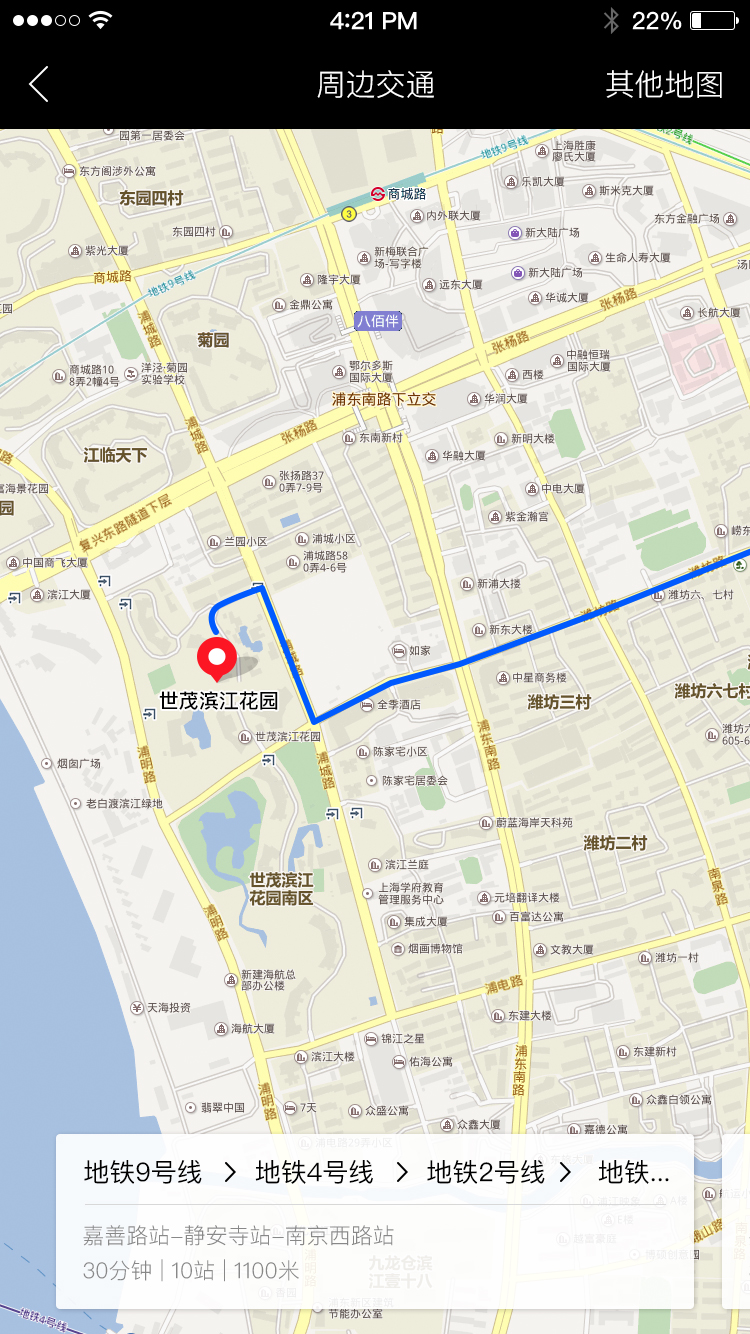 4:21 PM
22%
周边交通
其他地图
园第一居委会
地铁9号线
上海胜康
廖氏大厦
东方阁涉外公寓
乐凯大厦
斯米克大厦
东园四村
商城路
3
内外联大厦
东方金融广场
东园四村
新大陆广场
紫光大厦
新梅联合广
场-写字楼
生命人寿大厦
商城路
地铁9号线
隆宇大厦
远东大厦
新大陆广场
华诚大厦
张杨路
金鼎公寓
长航大厦
浦城路
八佰伴
菊园
张杨路
商城路10
8弄2幢4号
洋泾·菊园
实验学校
鄂尔多斯
国际大厦
中融恒瑞
国际大厦
西楼
浦东南路下立交
华润大厦
浦城路
张杨路
东南新村
新明大楼
江临天下
华融大厦
张扬路37
0弄7-9号
中电大厦
富海景花园
紫金瀚宫
复兴东路隧道下层
兰园小区
浦城小区
浦城路58
0弄4-6号
中国商飞大厦
滨江大厦
新浦大搂
潍坊路
潍坊六、七村
潍坊路
新东大楼
如家
世茂滨江花园
中星商务楼
潍坊六七村
全季酒店
潍坊三村
世茂滨江花园
浦东南路
浦明路
陈家宅小区
烟囱广场
浦城路
陈家宅居委会
老白渡滨江绿地
蔚蓝海岸天科苑
潍坊二村
滨江兰庭
世茂滨江
花园南区
上海学府教育
管理服务中心
元培翻译大楼
南泉路
浦明路
集成大厦
百富达公寓
烟画博物馆
文教大厦
潍坊一村
新建海航总
部办公楼
浦电路
天海投资
东建大楼
海航大厦
锦江之星
滨江大楼
佑海公寓
浦东南路
东建新村
浦明路
翡翠中国
7天
众盛公寓
众鑫白领公寓
众鑫大厦
嘉德公寓
地铁9号线 > 地铁4号线 > 地铁2号线 > 地铁...
嘉善路站–静安寺站–南京西路站
30分钟 | 10站 | 1100米
九龙仓滨
江壹十八
节能办公室
地铁4号线